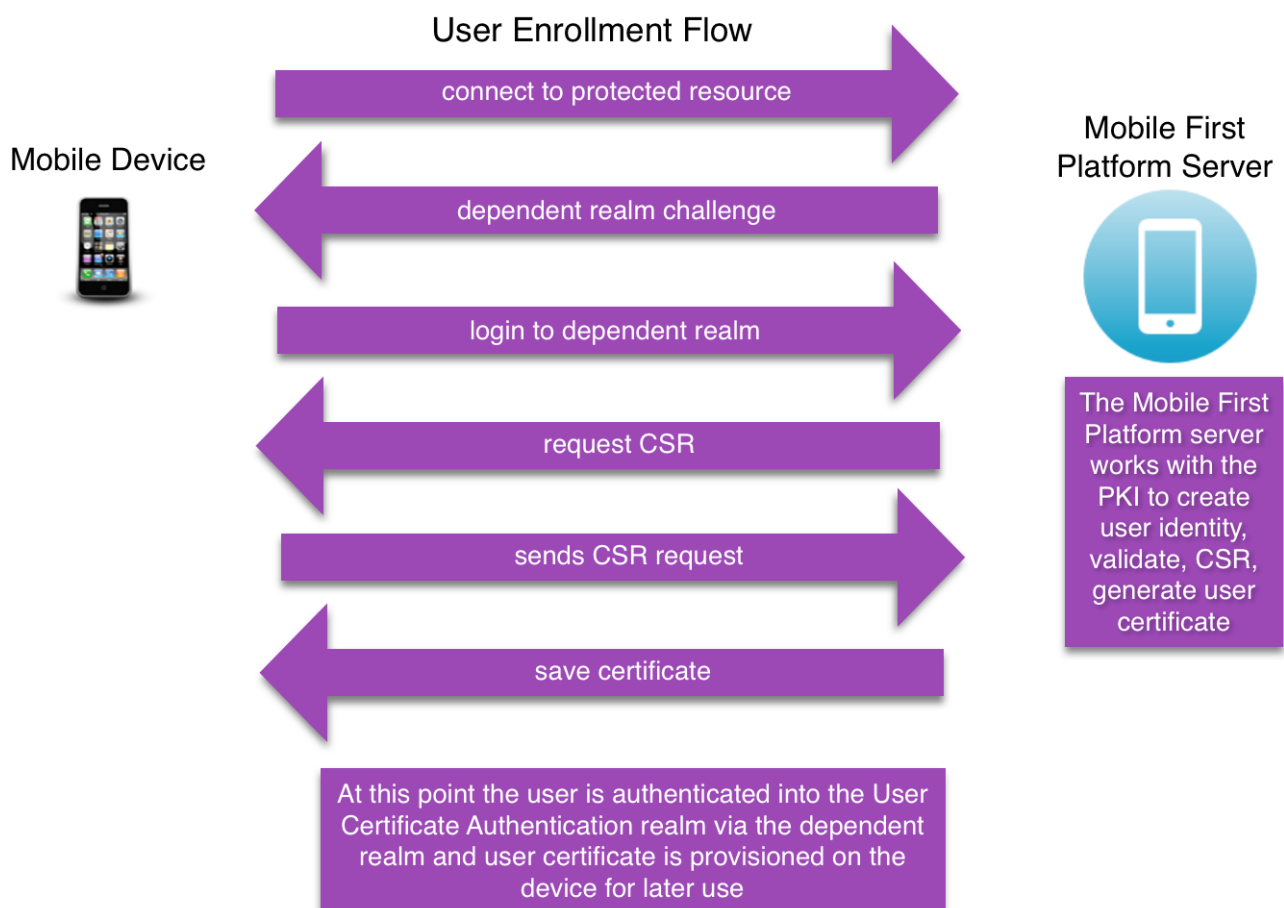 User Enrollment Flow
connect to protected resource
Mobile First
Platform Server
Mobile Device
dependent realm challenge
login to dependent realm
request CSR
The Mobile First
Platform server
works with the
PKI to create
user identity,
validate, CSR,
generate user
certificate
sends CSR request
save certificate
At this point the user is authenticated into the User
Certificate Authentication realm via the dependent
realm and user certificate is provisioned on the
device for later use